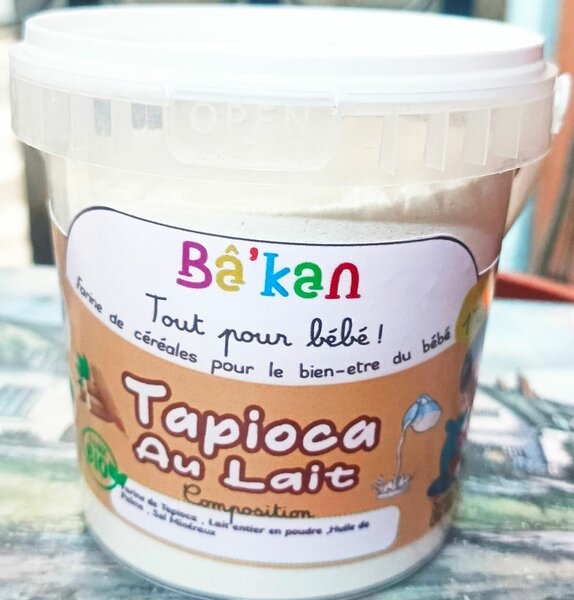 OPEN
Bâ'kan
Tout pour bébé !
Farine de céréales pour le bien-etre du bébé
Tapioca
Au Lait
BIO
Composition
Farine de Tapioca , Lait entier en poudre ,Huile de
Palme , Sel Minéraux